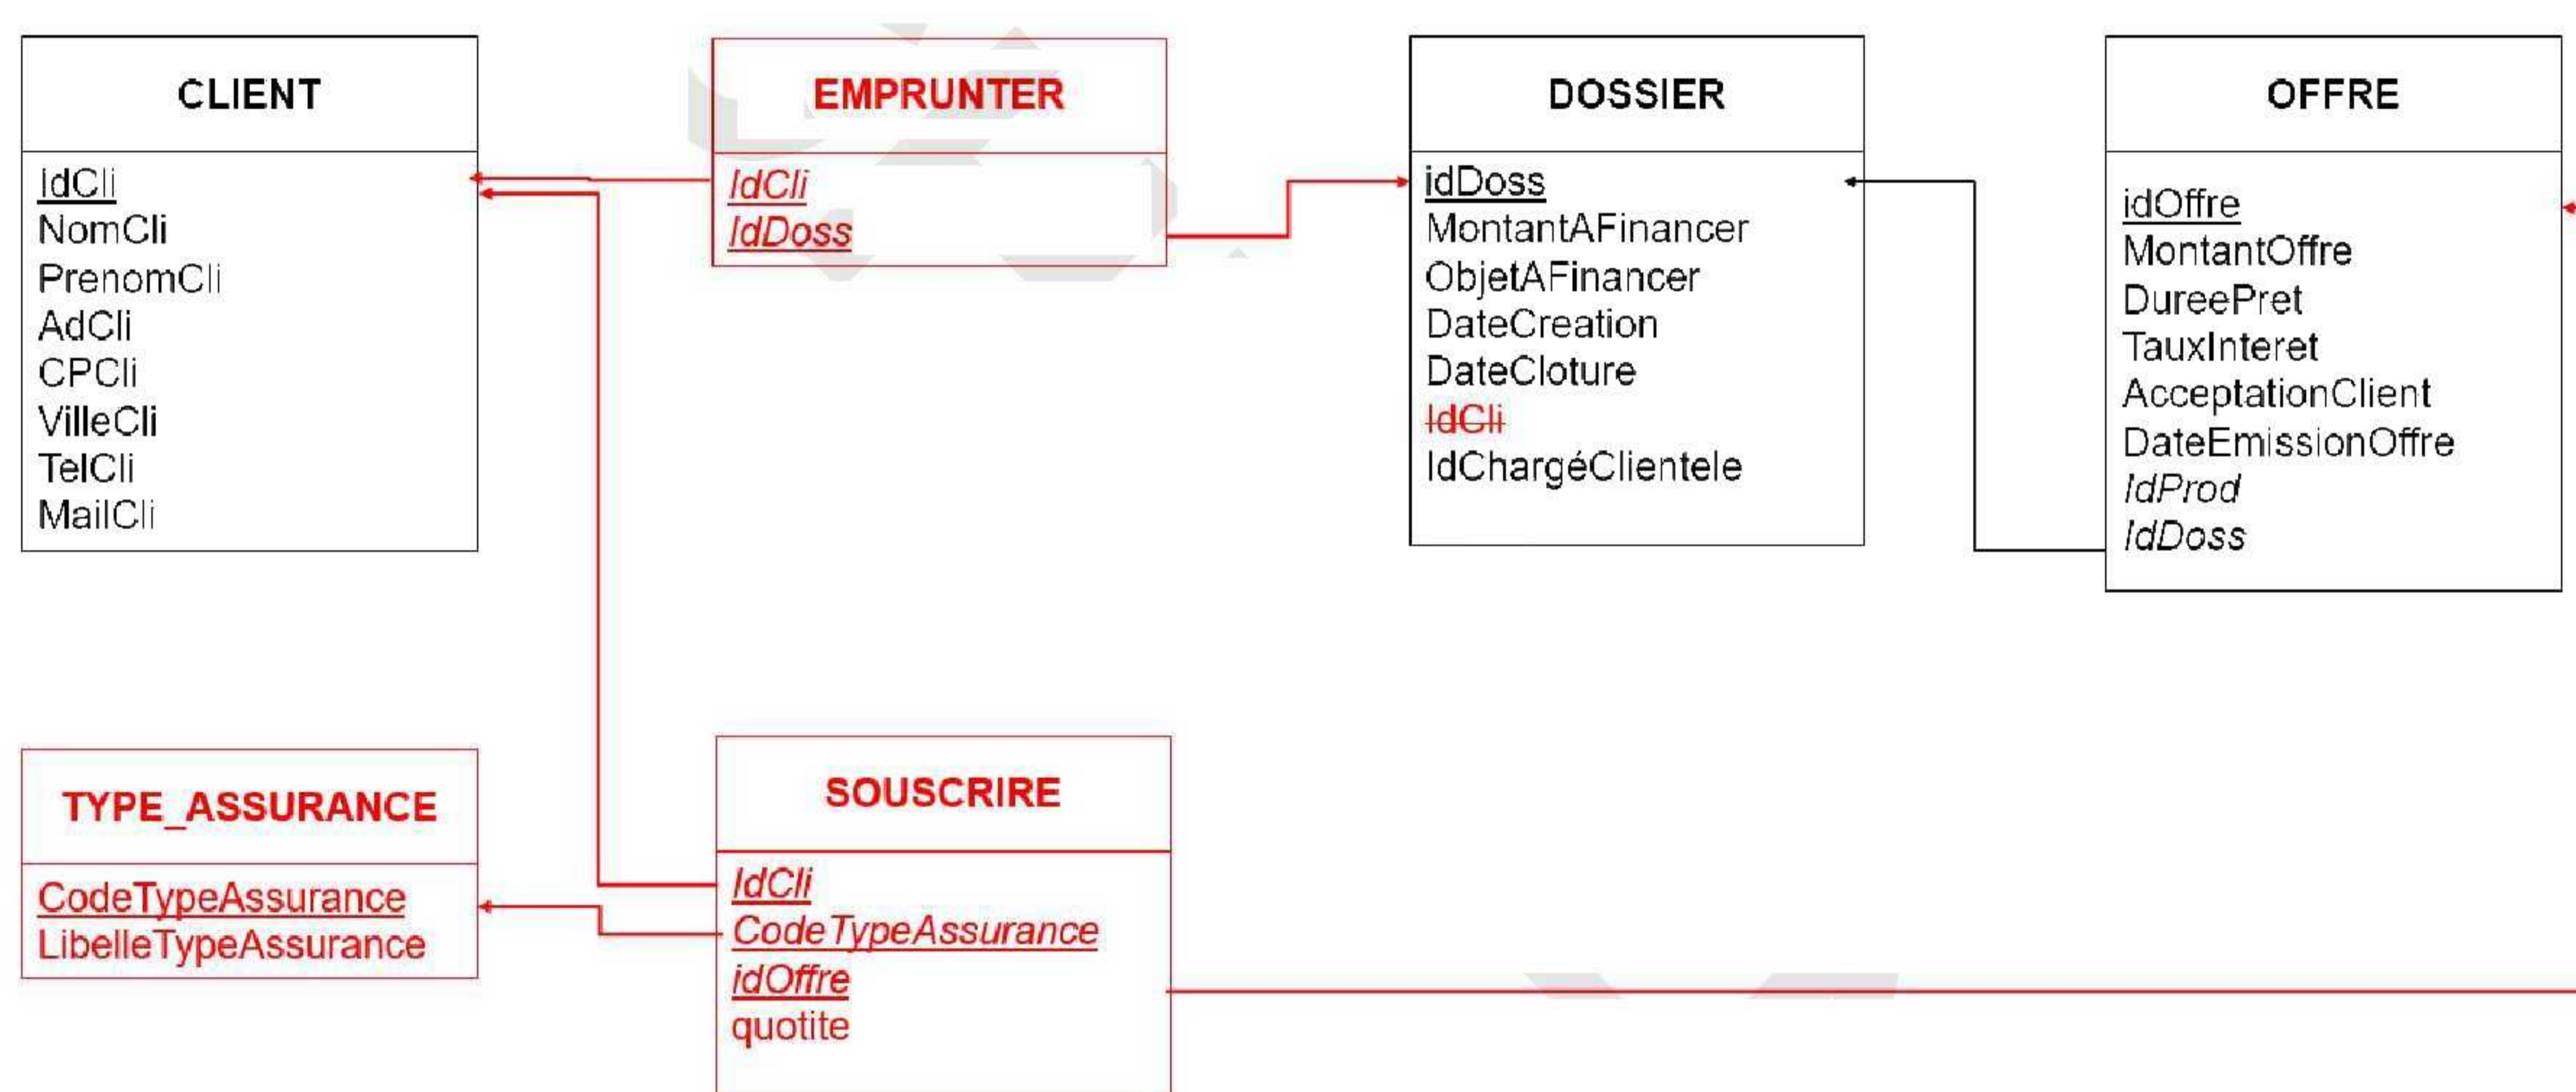 CLIENT
IdCli
NomCli
PrenomCli
AdCli
CPCli
VilleCli
TelCli
MailCli
EMPRUNTER
IdCli
IdDoss
DOSSIER
idDoss
MontantAFinancer
ObjetAFinancer
DateCreation
DateCloture
IdCli
IdChargéClientele
OFFRE
idOffre
MontantOffre
DureePret
TauxInteret
AcceptationClient
DateEmissionOffre
IdProd
IdDoss
TYPE_ASSURANCE
CodeTypeAssurance
LibelleTypeAssurance
SOUSCRIRE
IdCli
CodeTypeAssurance
idOffre
quotite